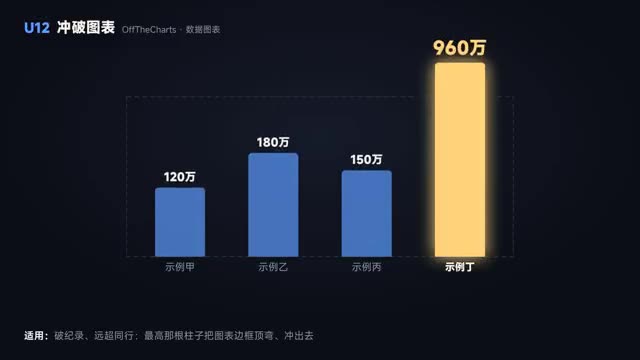 U12 冲破图表 OffTheCharts · 数据图表
960万
180万
150万
120万
示例甲 示例乙 示例丙 示例丁
适用：破纪录、远超同行；最高那根柱子把图表边框顶弯、冲出去